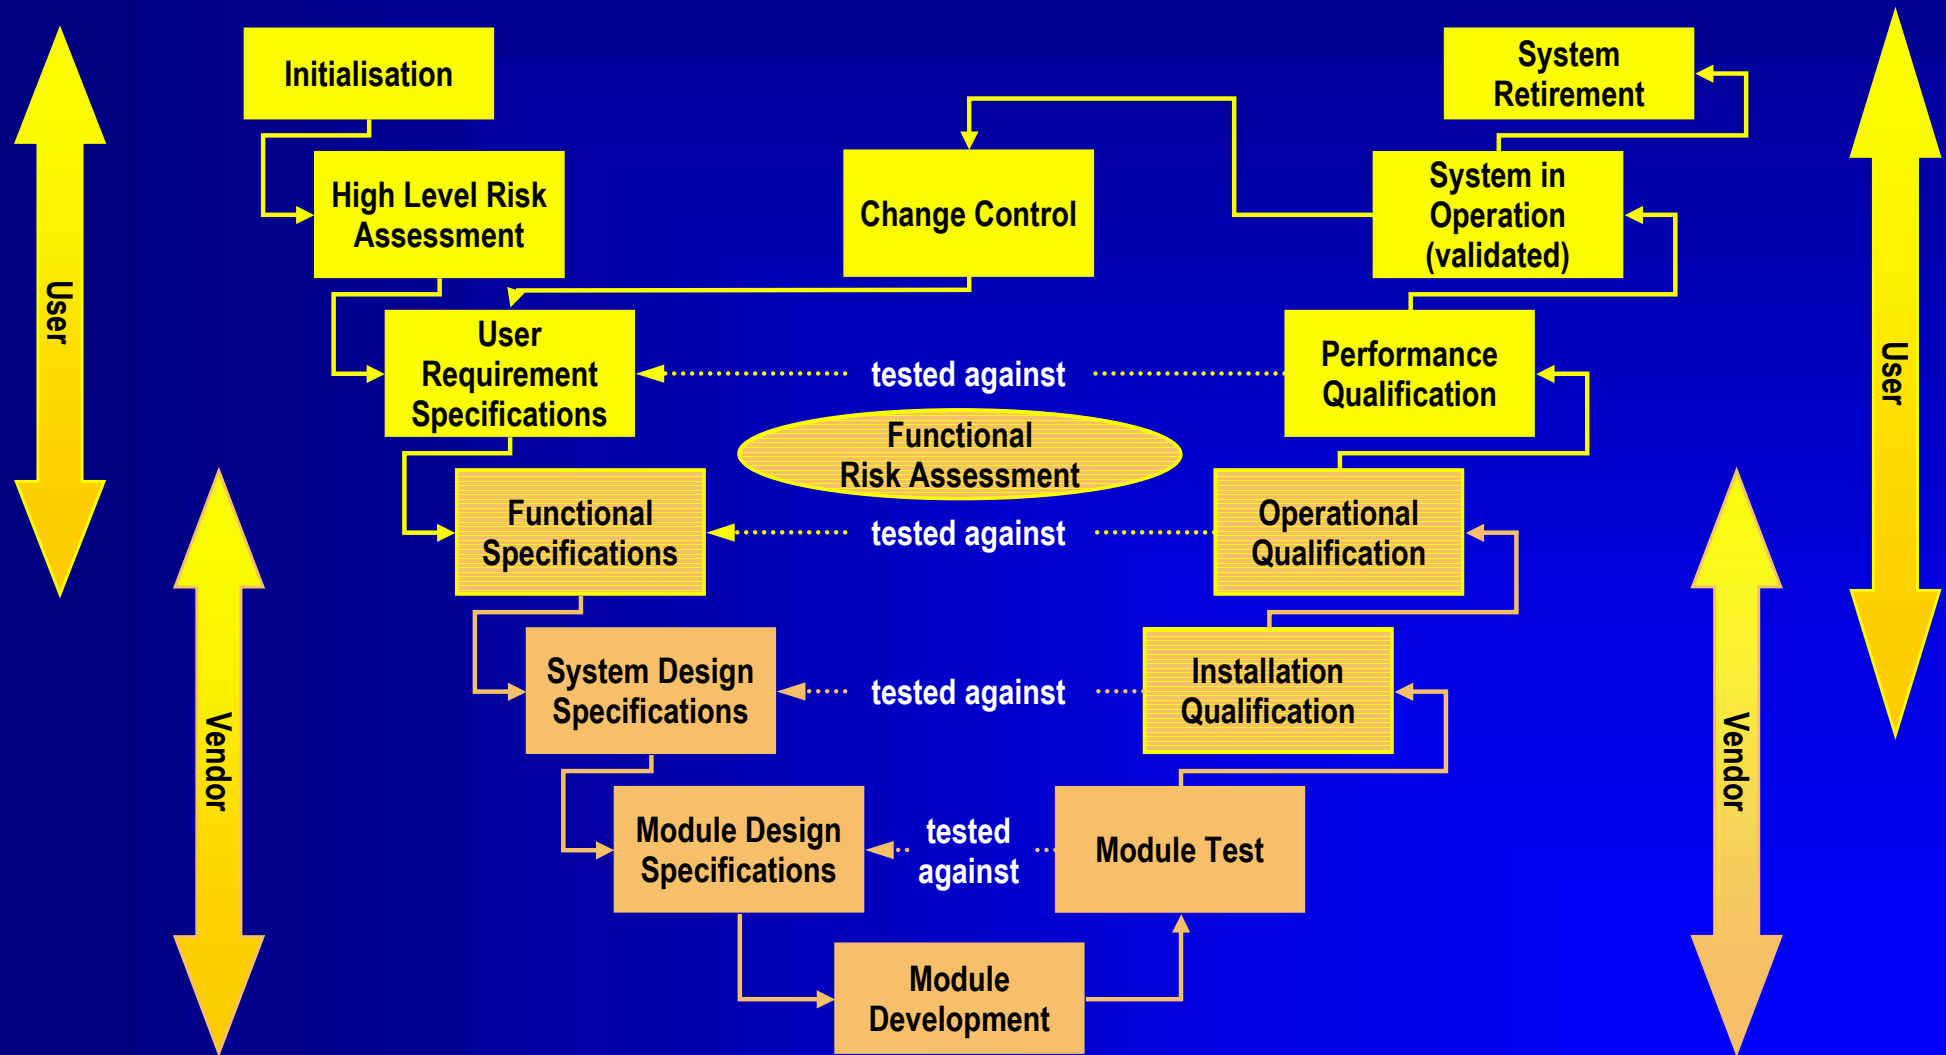 Initialisation
System
Retirement
High Level Risk
Assessment
Change Control
System in
Operation
(validated)
User
User
Requirement
Specifications
tested against
Performance
Qualification
User
Functional
Risk Assessment
Functional
Specifications
tested against
Operational
Qualification
System Design
Specifications
tested against
Installation
Qualification
Vendor
Vendor
Module Design
Specifications
tested
against
Module Test
Module
Development